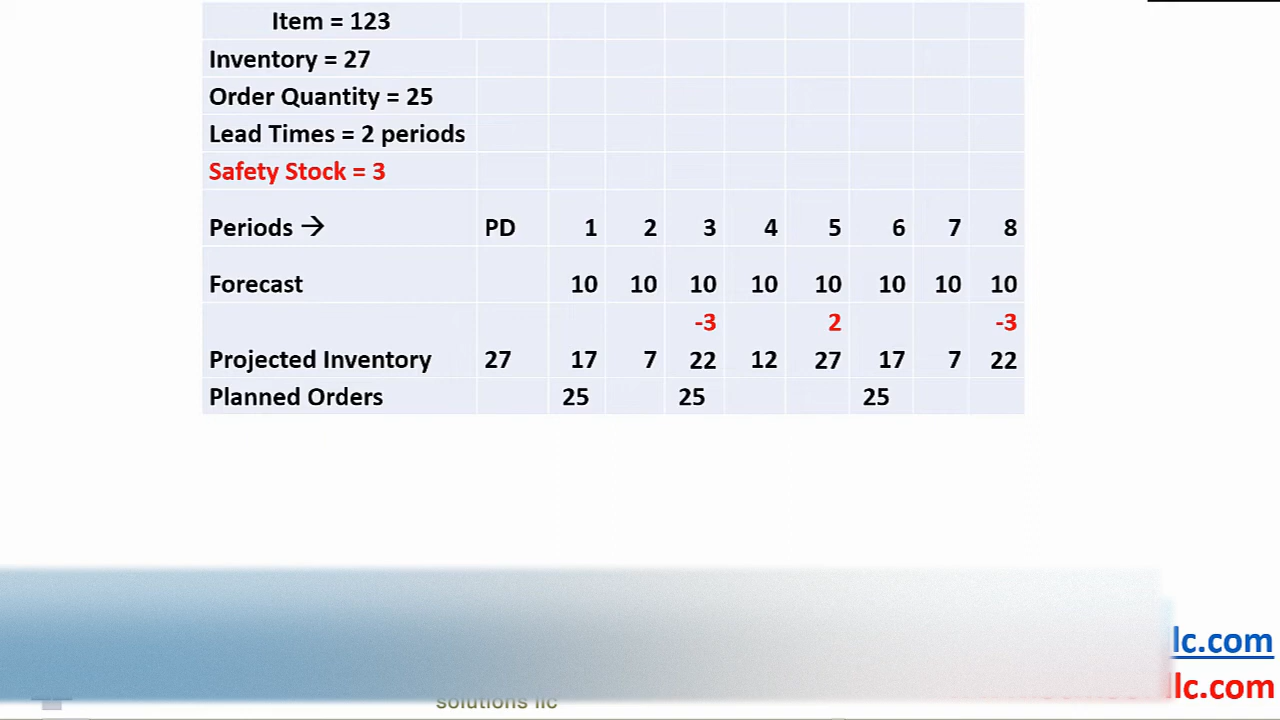 Item = 123
Inventory = 27
Order Quantity = 25
Lead Times = 2 periods
Safety Stock = 3
Periods → PD 1 2 3 4 5 6 7 8
Forecast 10 10 10 10 10 10 10 10
-3 2 -3
Projected Inventory 27 17 7 22 12 27 17 7 22
Planned Orders 25 25 25
lc.com
llc.com
solutions llc